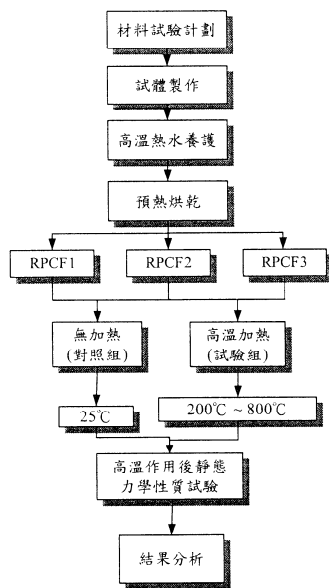 材料試驗計劃
試體製作
高溫熱水養護
預熱烘乾
RPCF1
RPCF2
RPCF3
無加熱
(對照組)
高溫加熱
(試驗組)
25℃
200℃~800℃
高溫作用後靜態
力學性質試驗
結果分析